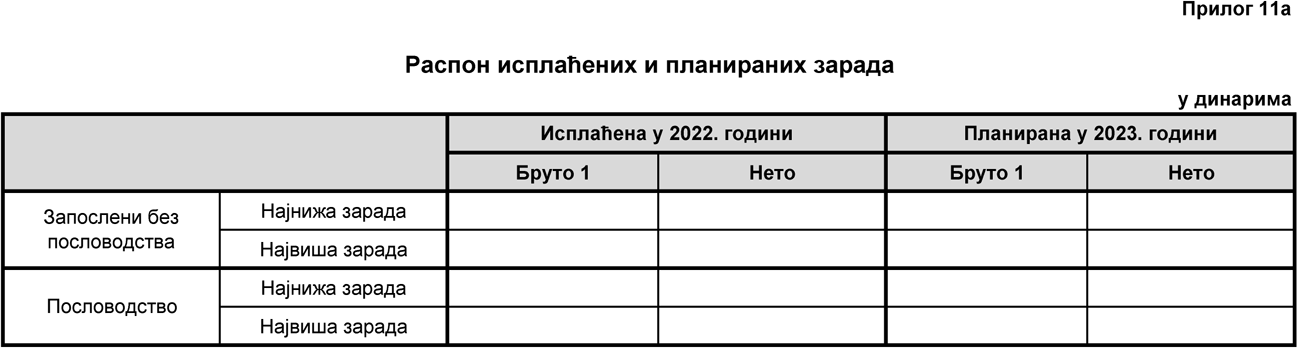 Прилог 11а
Распон исплаћених и планираних зарада
у динарима
Исплаћена у 2022. години
Планирана у 2023. години
Бруто 1
Нето
Бруто 1
Нето
Запослени без
пословодства
Најнижа зарада
Највиша зарада
Пословодство
Најнижа зарада
Највиша зарада